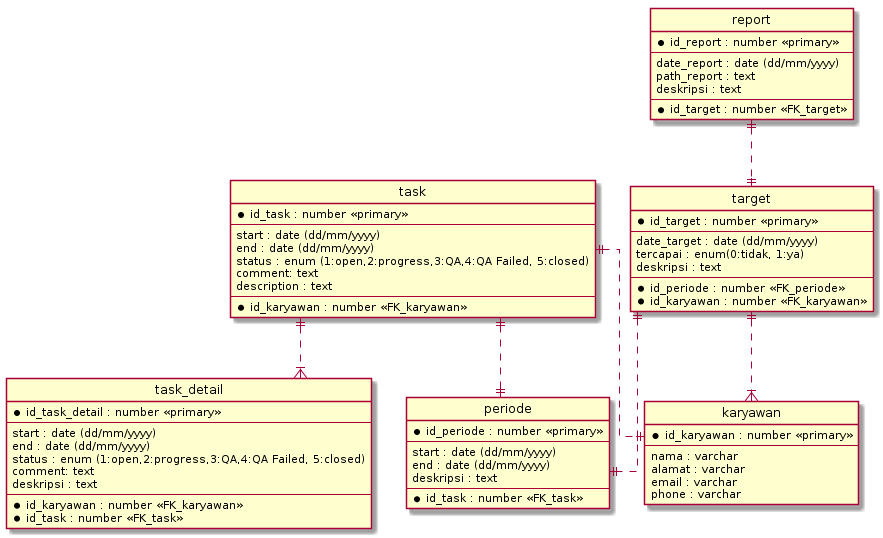 report
id_report : number «primary»
date_report : date (dd/mm/yyyy)
path_report : text
deskripsi : text
id_target : number «FK_target»
task
id_task : number «primary»
start : date (dd/mm/yyyy)
end : date (dd/mm/yyyy)
status : enum (1:open,2:progress,3:QA,4:QA Failed, 5:closed)
comment: text
description : text
id_karyawan : number «FK_karyawan»
target
id_target : number «primary»
date_target : date (dd/mm/yyyy)
tercapai : enum(0:tidak, 1:ya)
deskripsi : text
id_periode : number «FK_periode»
id_karyawan : number «FK_karyawan»
task_detail
id_task_detail : number «primary»
start : date (dd/mm/yyyy)
end : date (dd/mm/yyyy)
status : enum (1:open,2:progress,3:QA,4:QA Failed, 5:closed)
comment: text
deskripsi : text
id_karyawan : number «FK_karyawan»
id_task : number «FK_task»
periode
id_periode : number «primary»
start : date (dd/mm/yyyy)
end : date (dd/mm/yyyy)
deskripsi : text
id_task : number «FK_task»
karyawan
id_karyawan : number «primary»
nama : varchar
alamat : varchar
email : varchar
phone : varchar